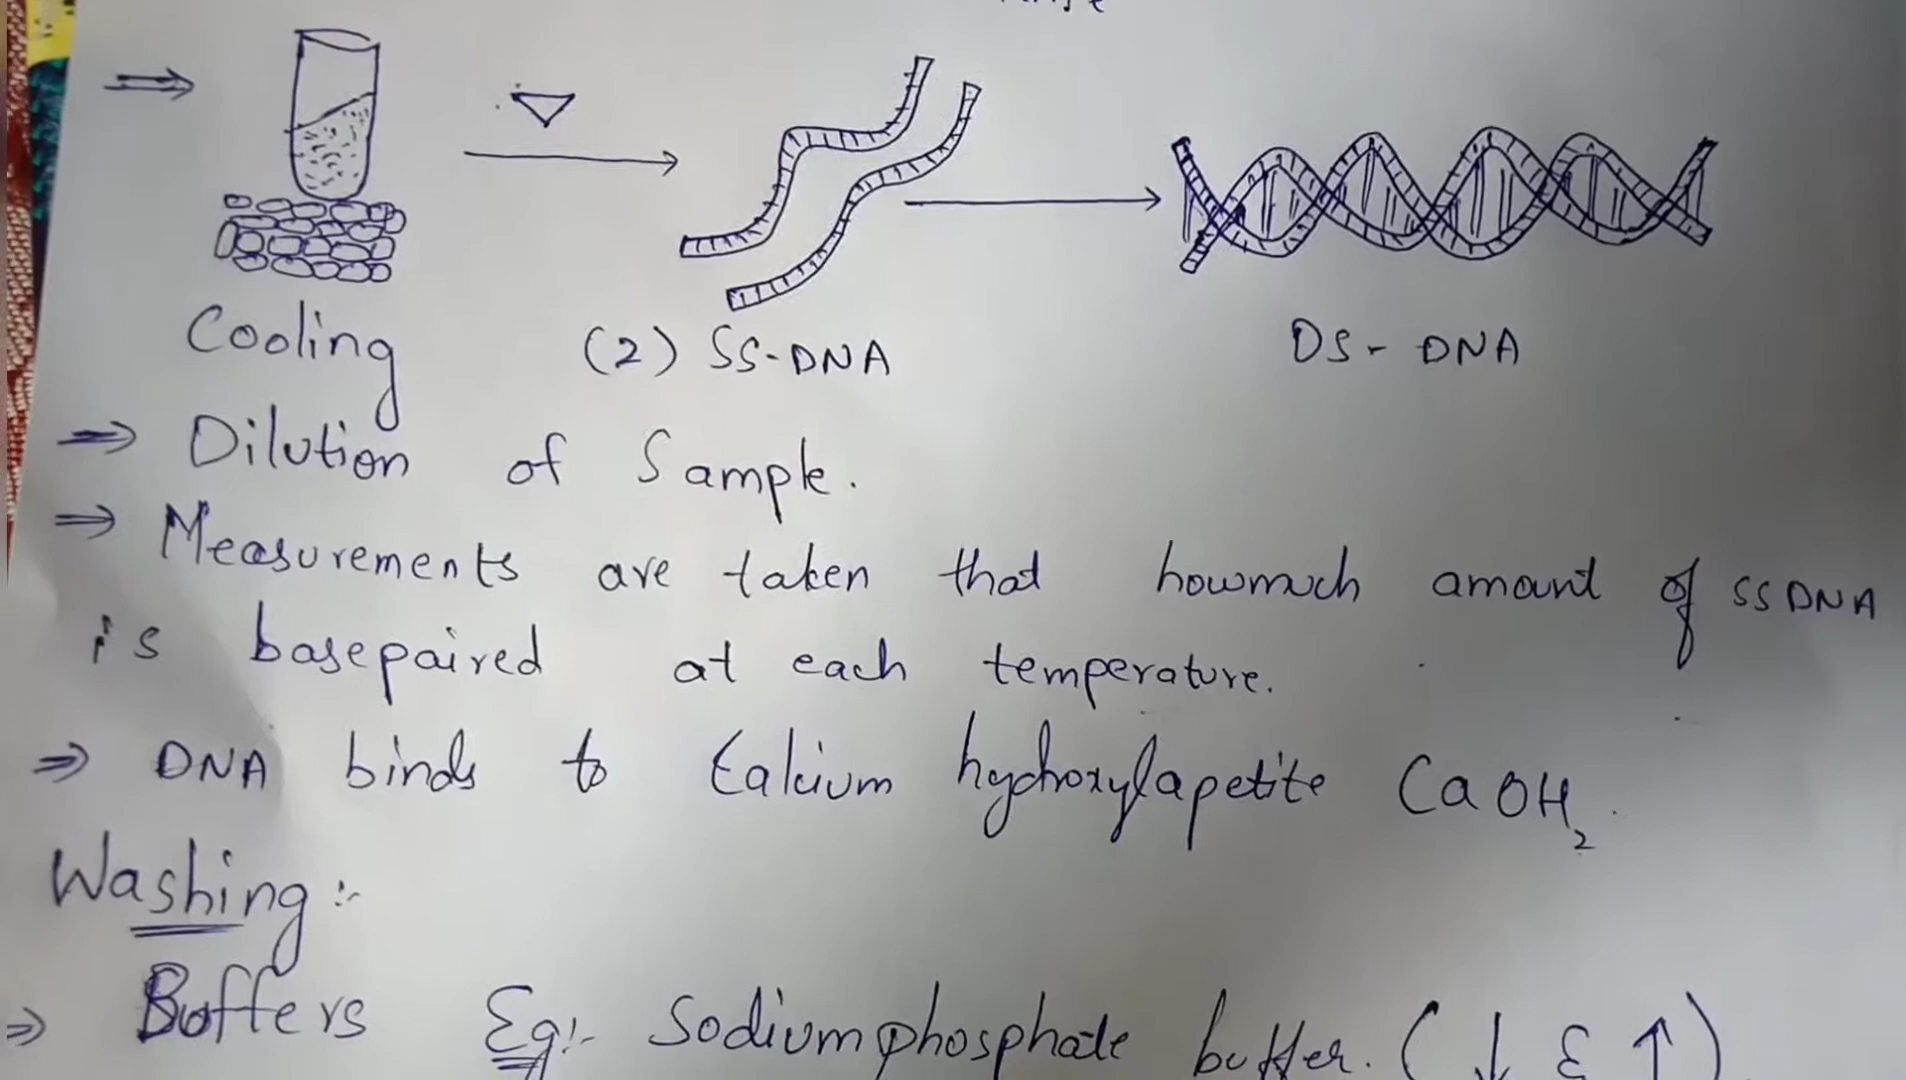 ⇒
Cooling (2) SS-DNA DS- DNA
⇒ Dilution of Sample.
⇒ Measurements are taken that howmuch amount of SSDNA
is basepaired at each temperature.
⇒ DNA binds to Calcium hydroxylapetite CaOH₂.
Washing :-
⇒ Buffers Eg:- Sodiumphosphate buffer. (↓ & ↑)